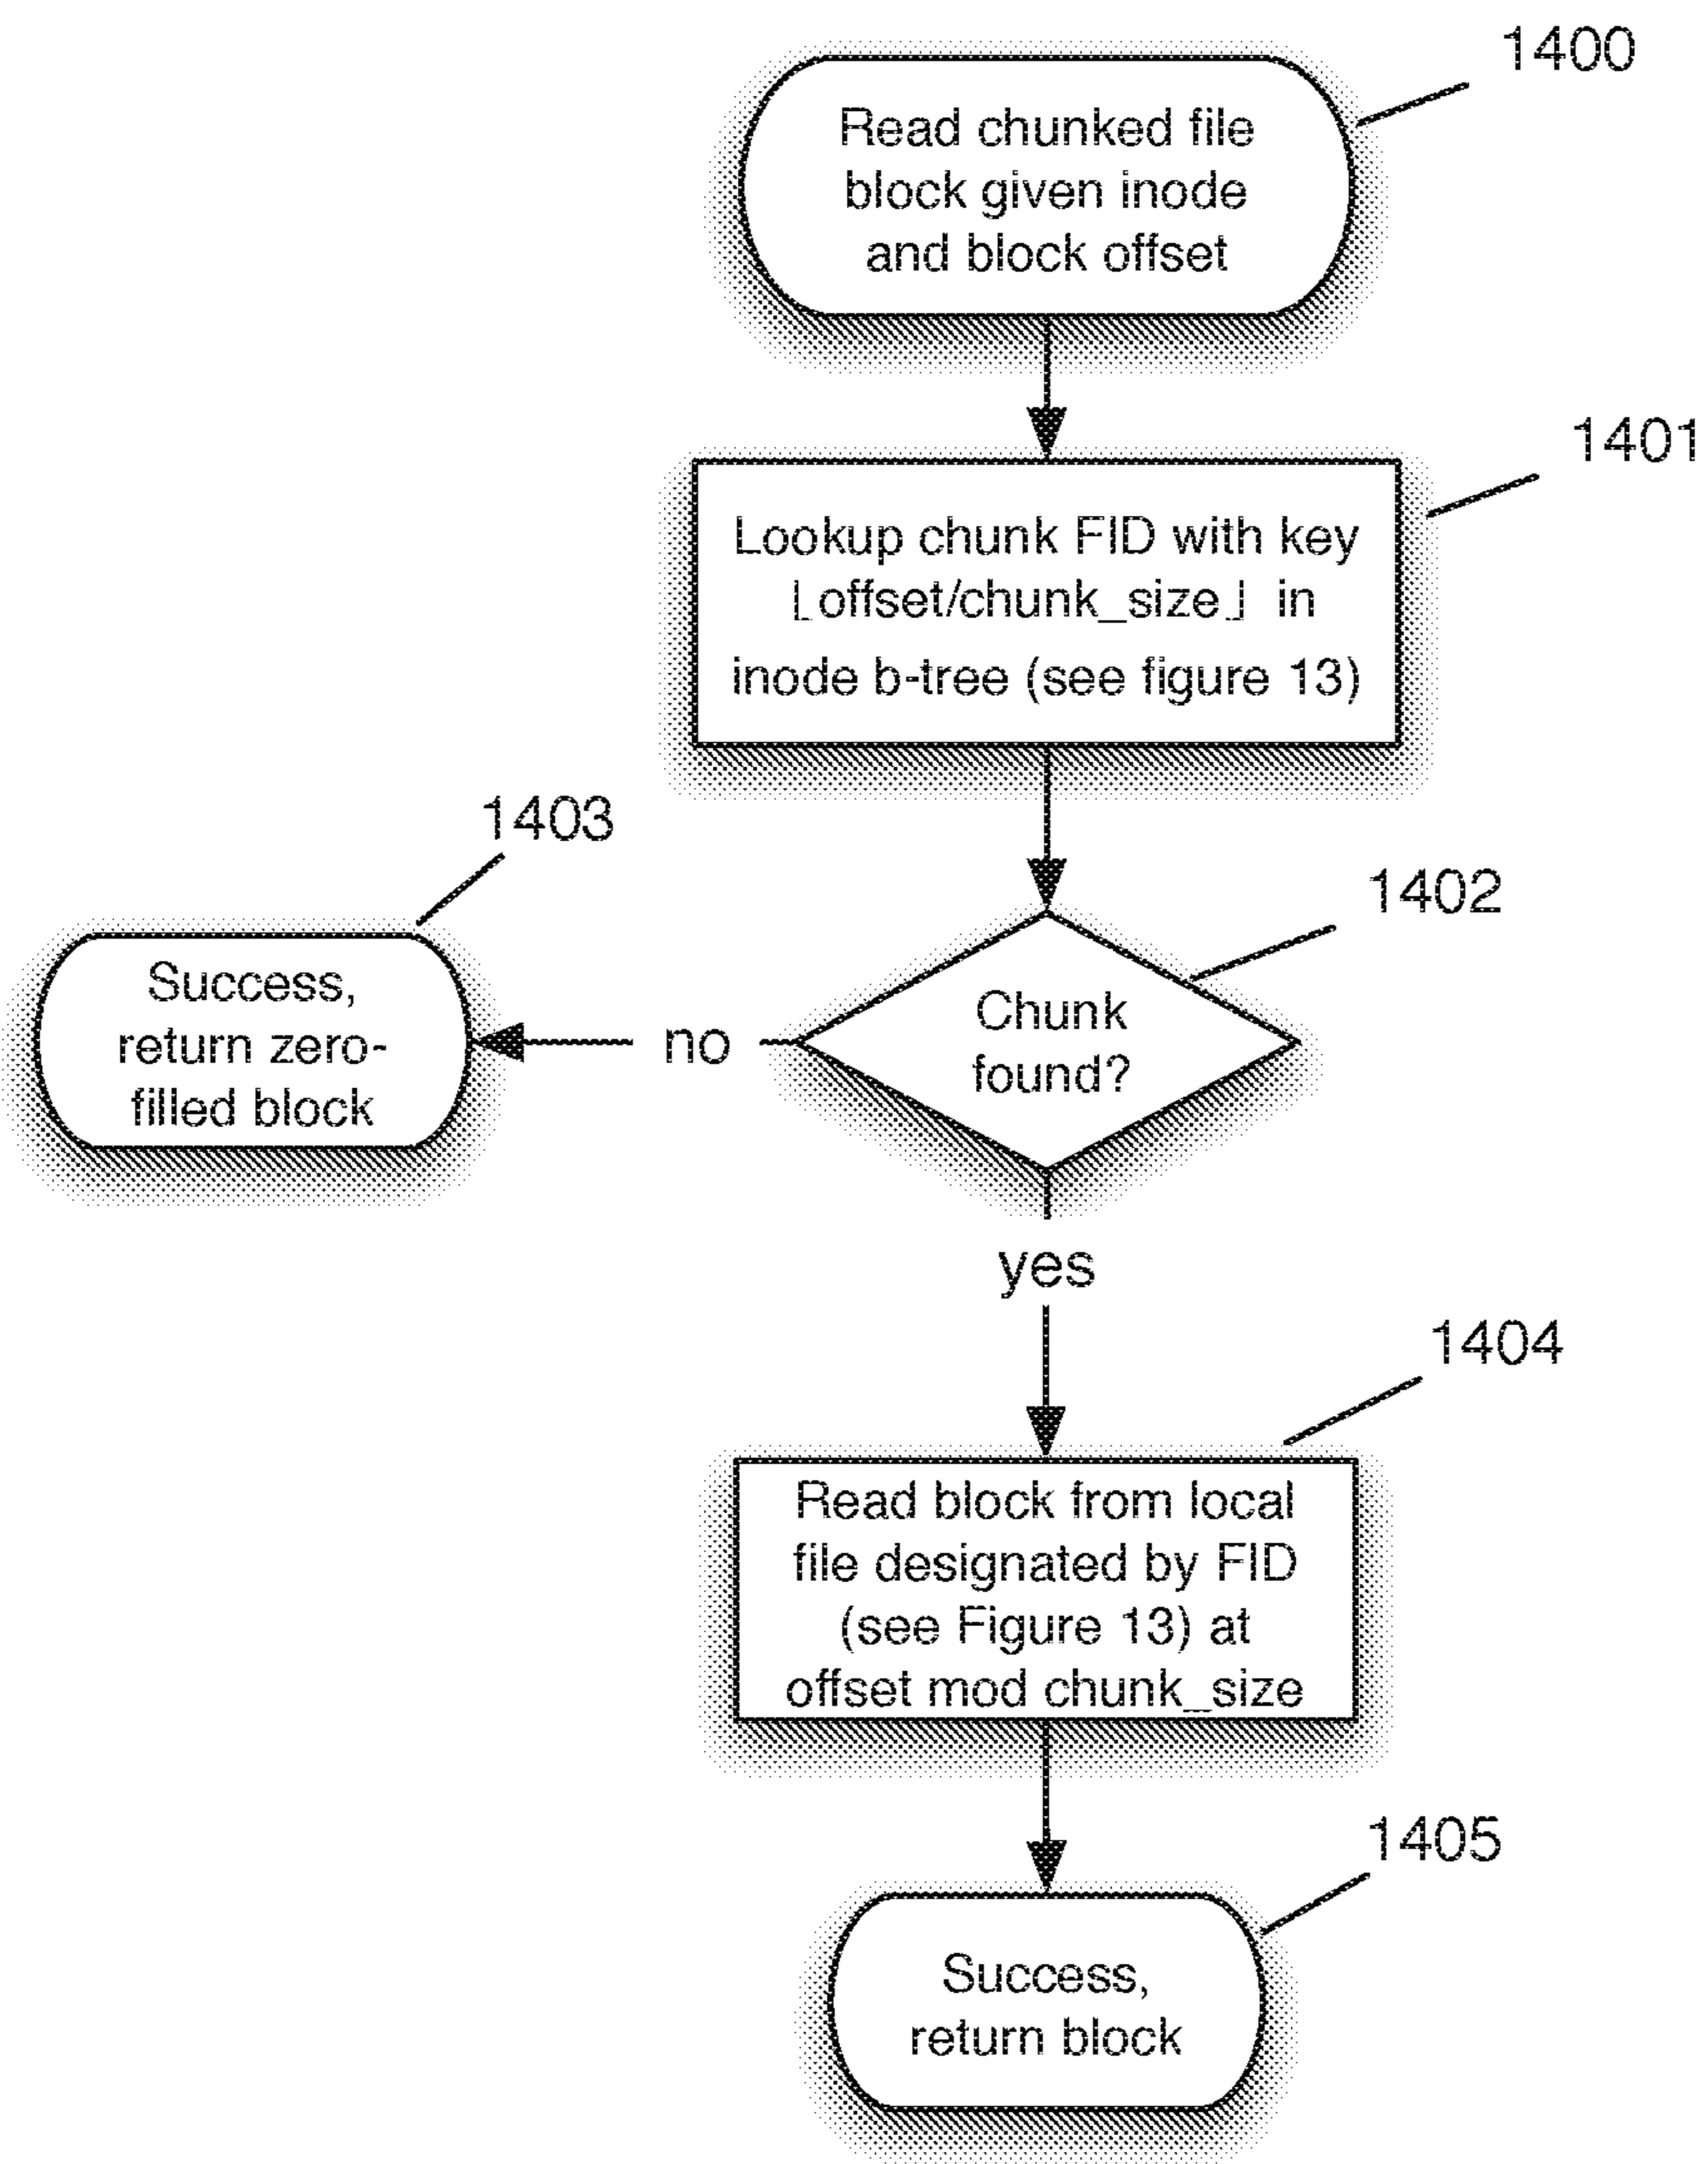 1400
Read chunked file
block given inode
and block offset
1401
Lookup chunk FID with key
⌊offset/chunk_size⌋ in
inode b-tree (see figure 13)
1403
1402
Success,
return zero-
filled block
no
Chunk
found?
yes
1404
Read block from local
file designated by FID
(see Figure 13) at
offset mod chunk_size
1405
Success,
return block